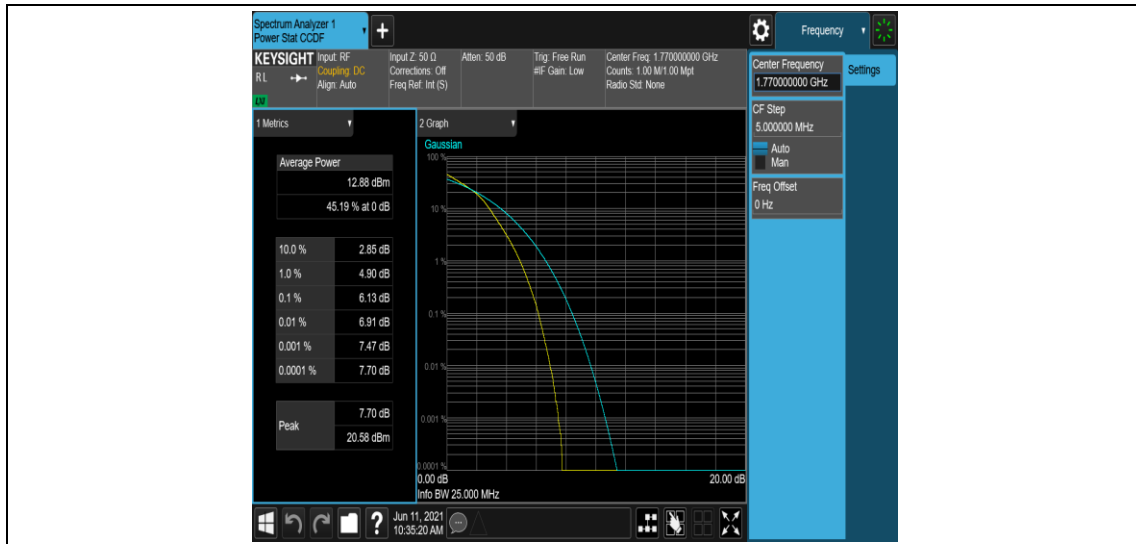 Spectrum Analyzer 1
Power Stat CCDF
+
Frequency
KEYSIGHT
RL
LNI
Input: RF
Coupling: DC
Align: Auto
Input Z: 50 Ω
Corrections: Off
Freq Ref: Int (S)
Atten: 50 dB
Trig: Free Run
#IF Gain: Low
Center Freq: 1.770000000 GHz
Counts: 1.00 M/1.00 Mpt
Radio Std: None
Center Frequency
1.770000000 GHz
Settings
CF Step
5.000000 MHz
Auto
Man
Freq Offset
0 Hz
1 Metrics
Average Power
12.88 dBm
45.19 % at 0 dB
10.0 % 2.85 dB
1.0 % 4.90 dB
0.1 % 6.13 dB
0.01 % 6.91 dB
0.001 % 7.47 dB
0.0001 % 7.70 dB
Peak
7.70 dB
20.58 dBm
2 Graph
Gaussian
100 %
10 %
1 %
0.1 %
0.01 %
0.001 %
0.0001 %
0.00 dB 20.00 dB
Info BW 25.000 MHz
?
Jun 11, 2021
10:35:20 AM